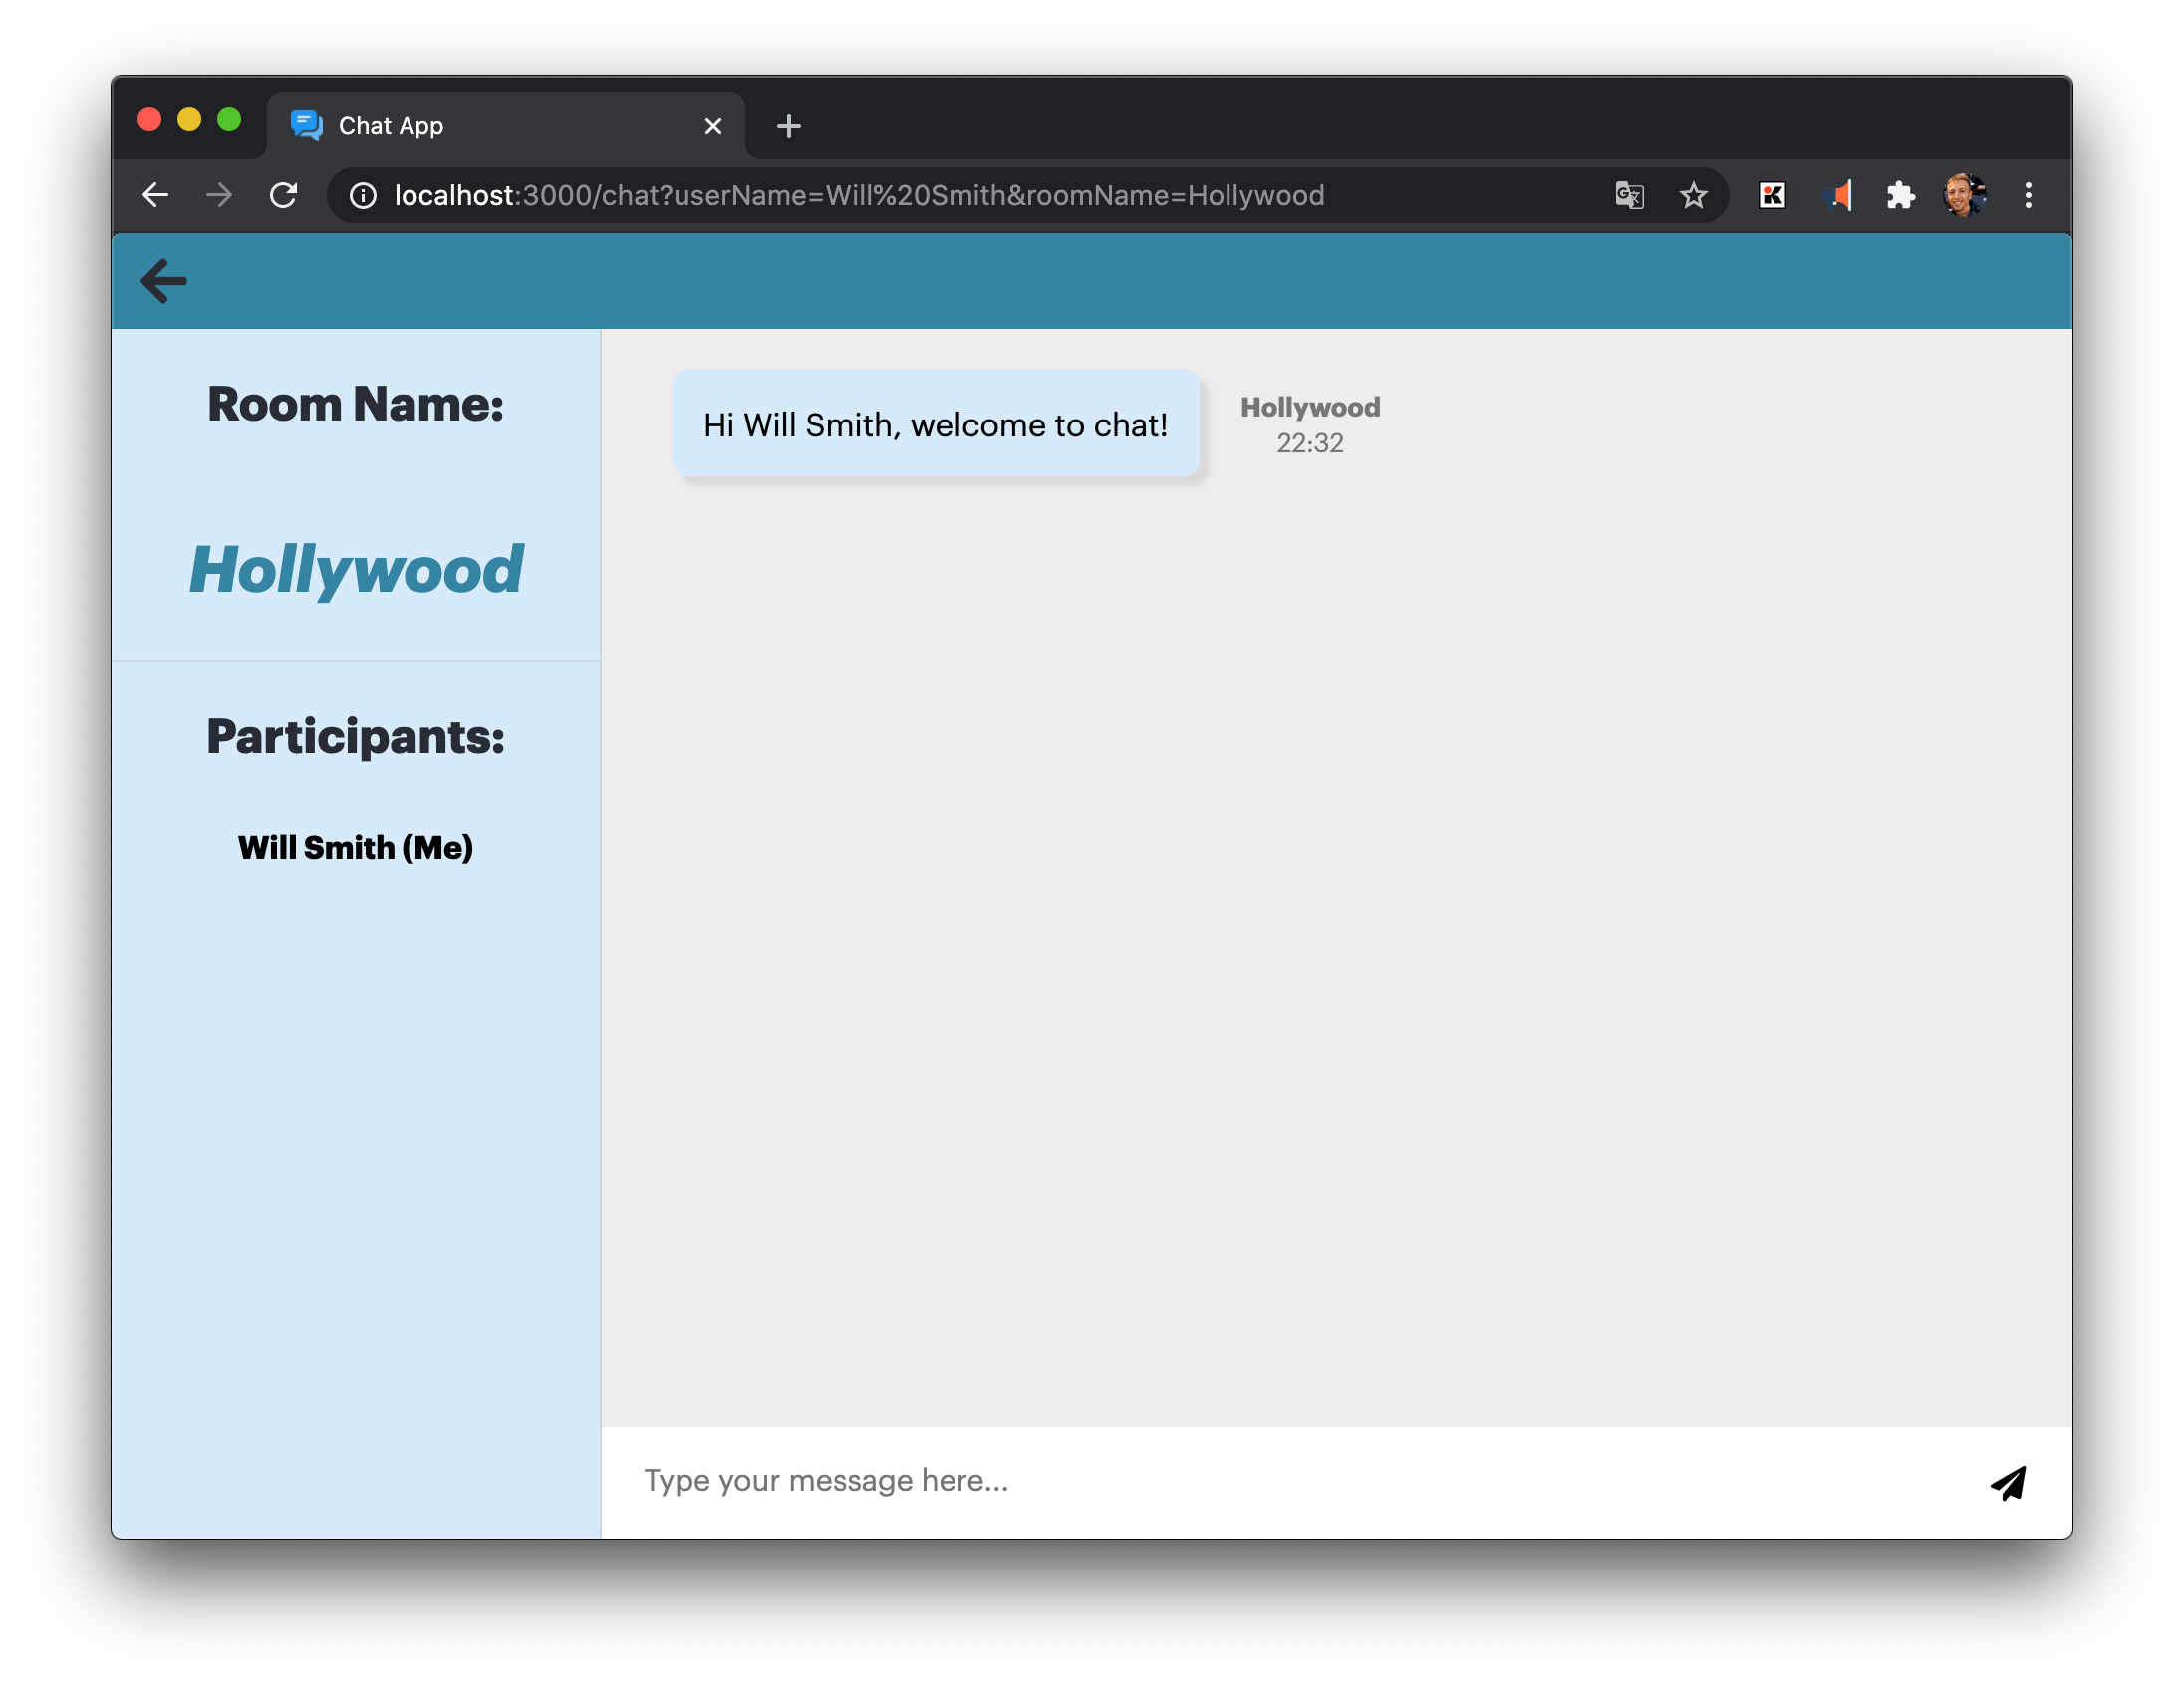 Chat App
localhost:3000/chat?userName=Will%20Smith&roomName=Hollywood
Room Name:
Hollywood
Participants:
Will Smith (Me)
Hi Will Smith, welcome to chat!
Hollywood
22:32
Type your message here...